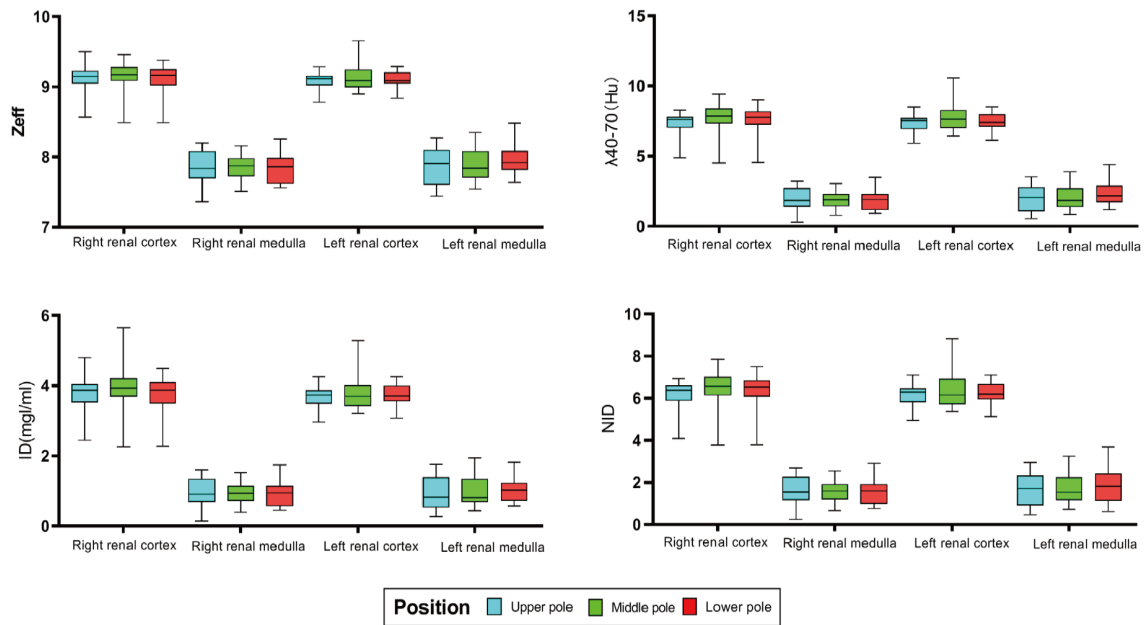 10
9
8
7
Zeff
Right renal cortex
Right renal medulla
Left renal cortex
Left renal medulla
15
10
5
0
λ40-70(Hu)
Right renal cortex
Right renal medulla
Left renal cortex
Left renal medulla
6
4
2
0
ID(mgl/ml)
Right renal cortex
Right renal medulla
Left renal cortex
Left renal medulla
10
8
6
4
2
0
NID
Right renal cortex
Right renal medulla
Left renal cortex
Left renal medulla
Position Upper pole Middle pole Lower pole